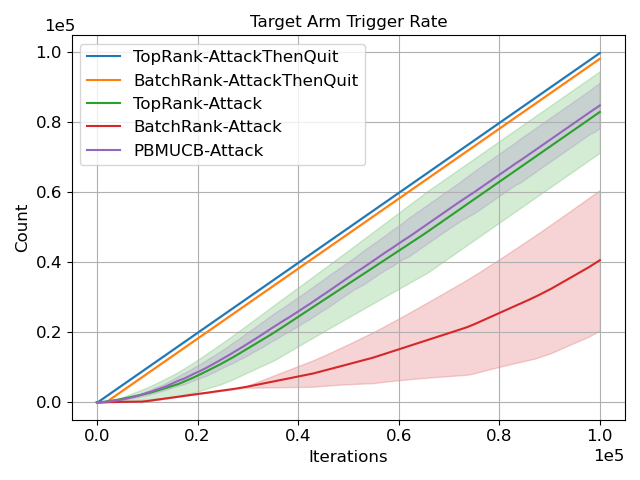 Target Arm Trigger Rate
1e5
TopRank-AttackThenQuit
BatchRank-AttackThenQuit
TopRank-Attack
BatchRank-Attack
PBMUCB-Attack
1.0
0.8
0.6
0.4
0.2
0.0
Count
0.0 0.2 0.4 0.6 0.8 1.0
Iterations
1e5